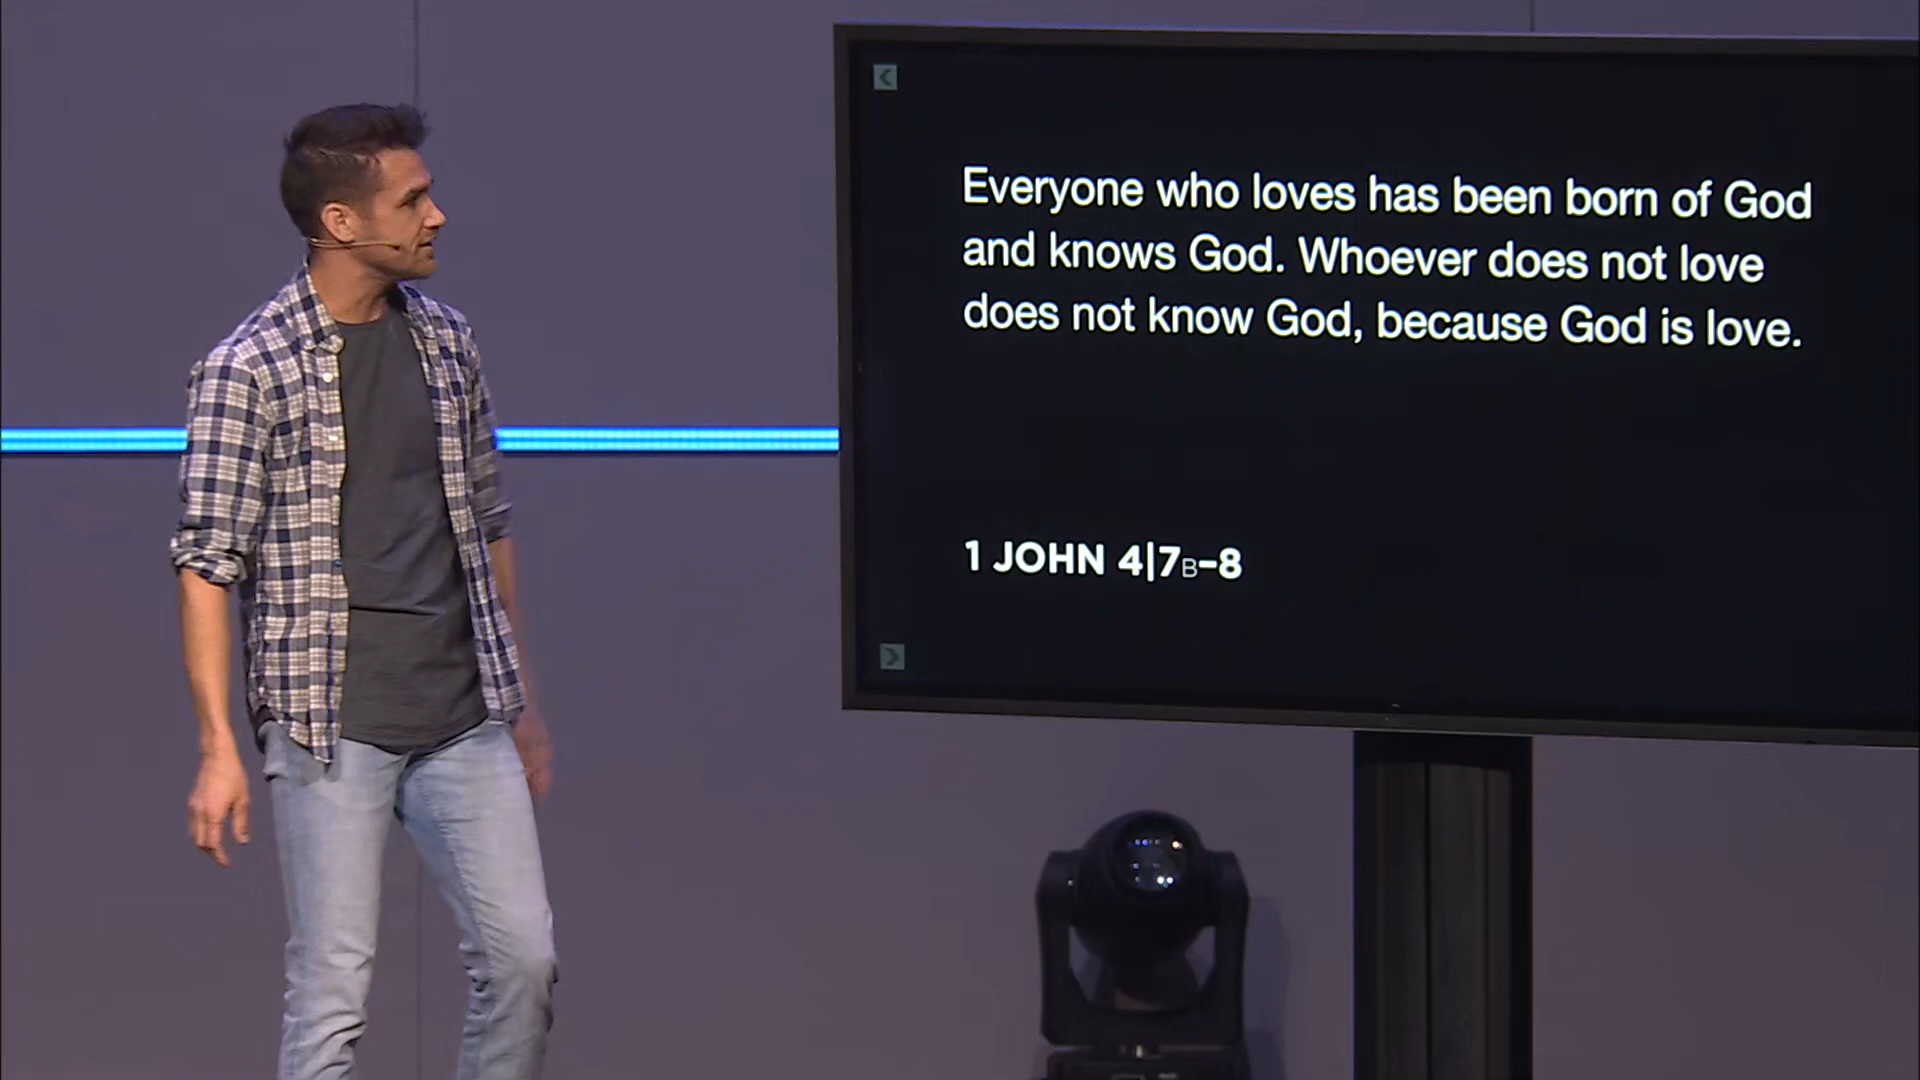 Everyone who loves has been born of God
and knows God. Whoever does not love
does not know God, because God is love.
1 JOHN 4|7B–8